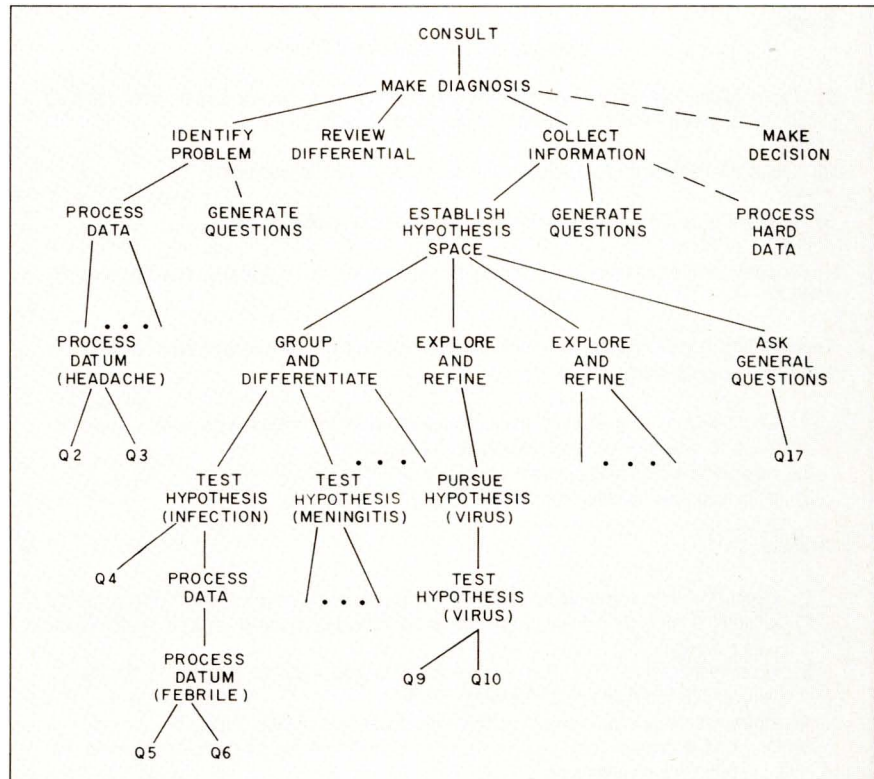 CONSULT
MAKE DIAGNOSIS
IDENTIFY
PROBLEM
REVIEW
DIFFERENTIAL
COLLECT
INFORMATION
MAKE
DECISION
PROCESS
DATA
GENERATE
QUESTIONS
ESTABLISH
HYPOTHESIS
SPACE
GENERATE
QUESTIONS
PROCESS
HARD
DATA
PROCESS
DATUM
(HEADACHE)
GROUP
AND
DIFFERENTIATE
EXPLORE
AND
REFINE
EXPLORE
AND
REFINE
ASK
GENERAL
QUESTIONS
Q2
Q3
Q17
TEST
HYPOTHESIS
(INFECTION)
TEST
HYPOTHESIS
(MENINGITIS)
PURSUE
HYPOTHESIS
(VIRUS)
Q4
PROCESS
DATA
TEST
HYPOTHESIS
(VIRUS)
PROCESS
DATUM
(FEBRILE)
Q9
Q10
Q5
Q6